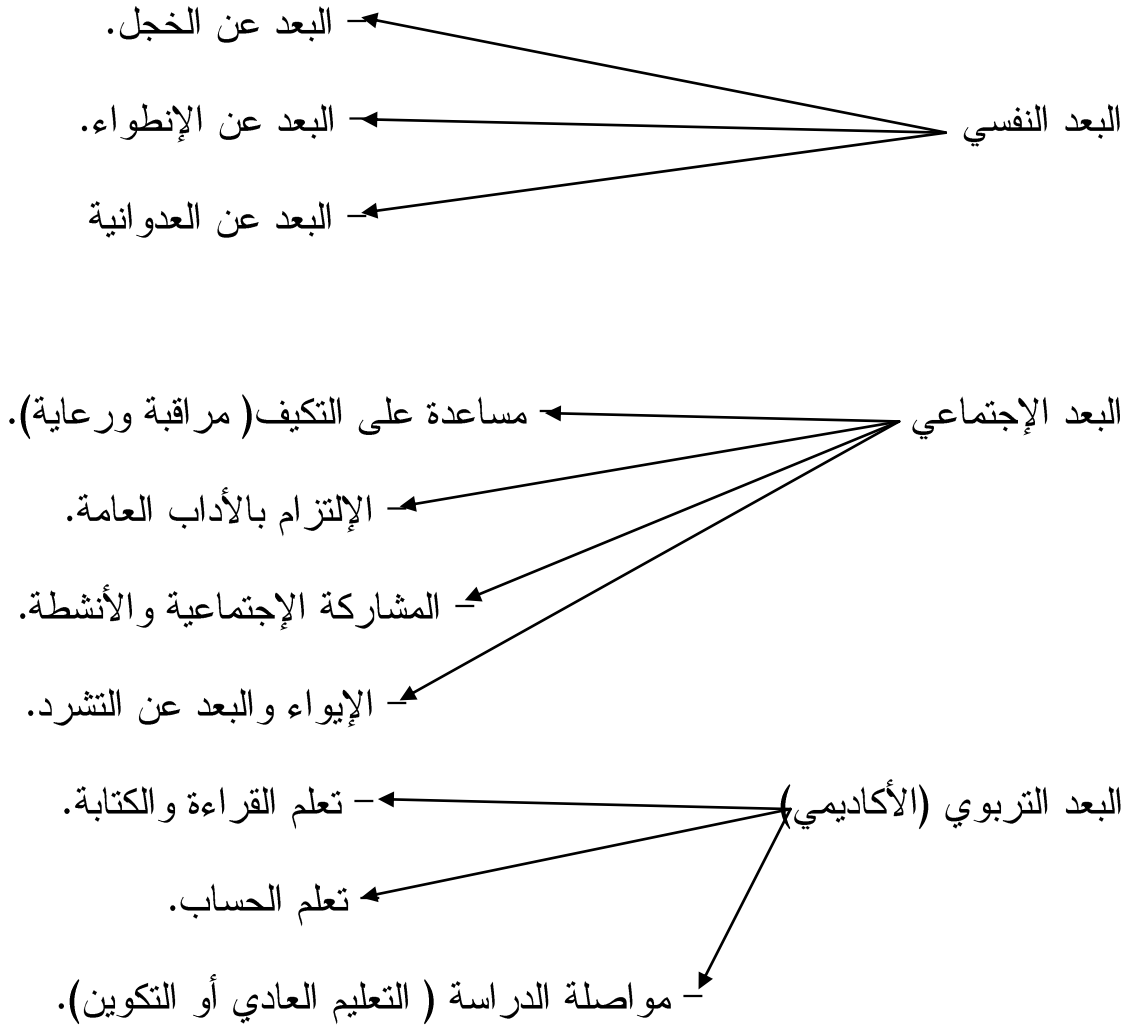 – البعد عن الخجل.
البعد النفسي – البعد عن الإنطواء.
– البعد عن العدوانية
البعد الإجتماعي – مساعدة على التكيف( مراقبة ورعاية).
– الإلتزام بالأداب العامة.
– المشاركة الإجتماعية والأنشطة.
– الإيواء والبعد عن التشرد.
البعد التربوي (الأكاديمي) – تعلم القراءة والكتابة.
– تعلم الحساب.
– مواصلة الدراسة ( التعليم العادي أو التكوين).